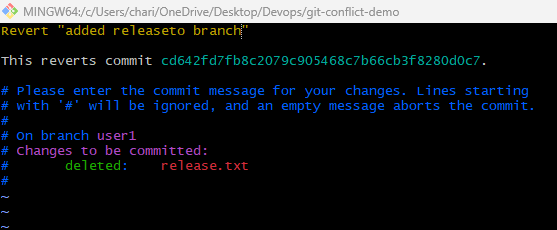 MINGW64:/c/Users/chari/OneDrive/Desktop/Devops/git-conflict-demo
Revert "added releaseto branch"
This reverts commit cd642fd7fb8c2079c905468c7b66cb3f8280d0c7.
# Please enter the commit message for your changes. Lines starting
# with '#' will be ignored, and an empty message aborts the commit.
#
# On branch user1
# Changes to be committed:
#       deleted:    release.txt
#
~
~
~